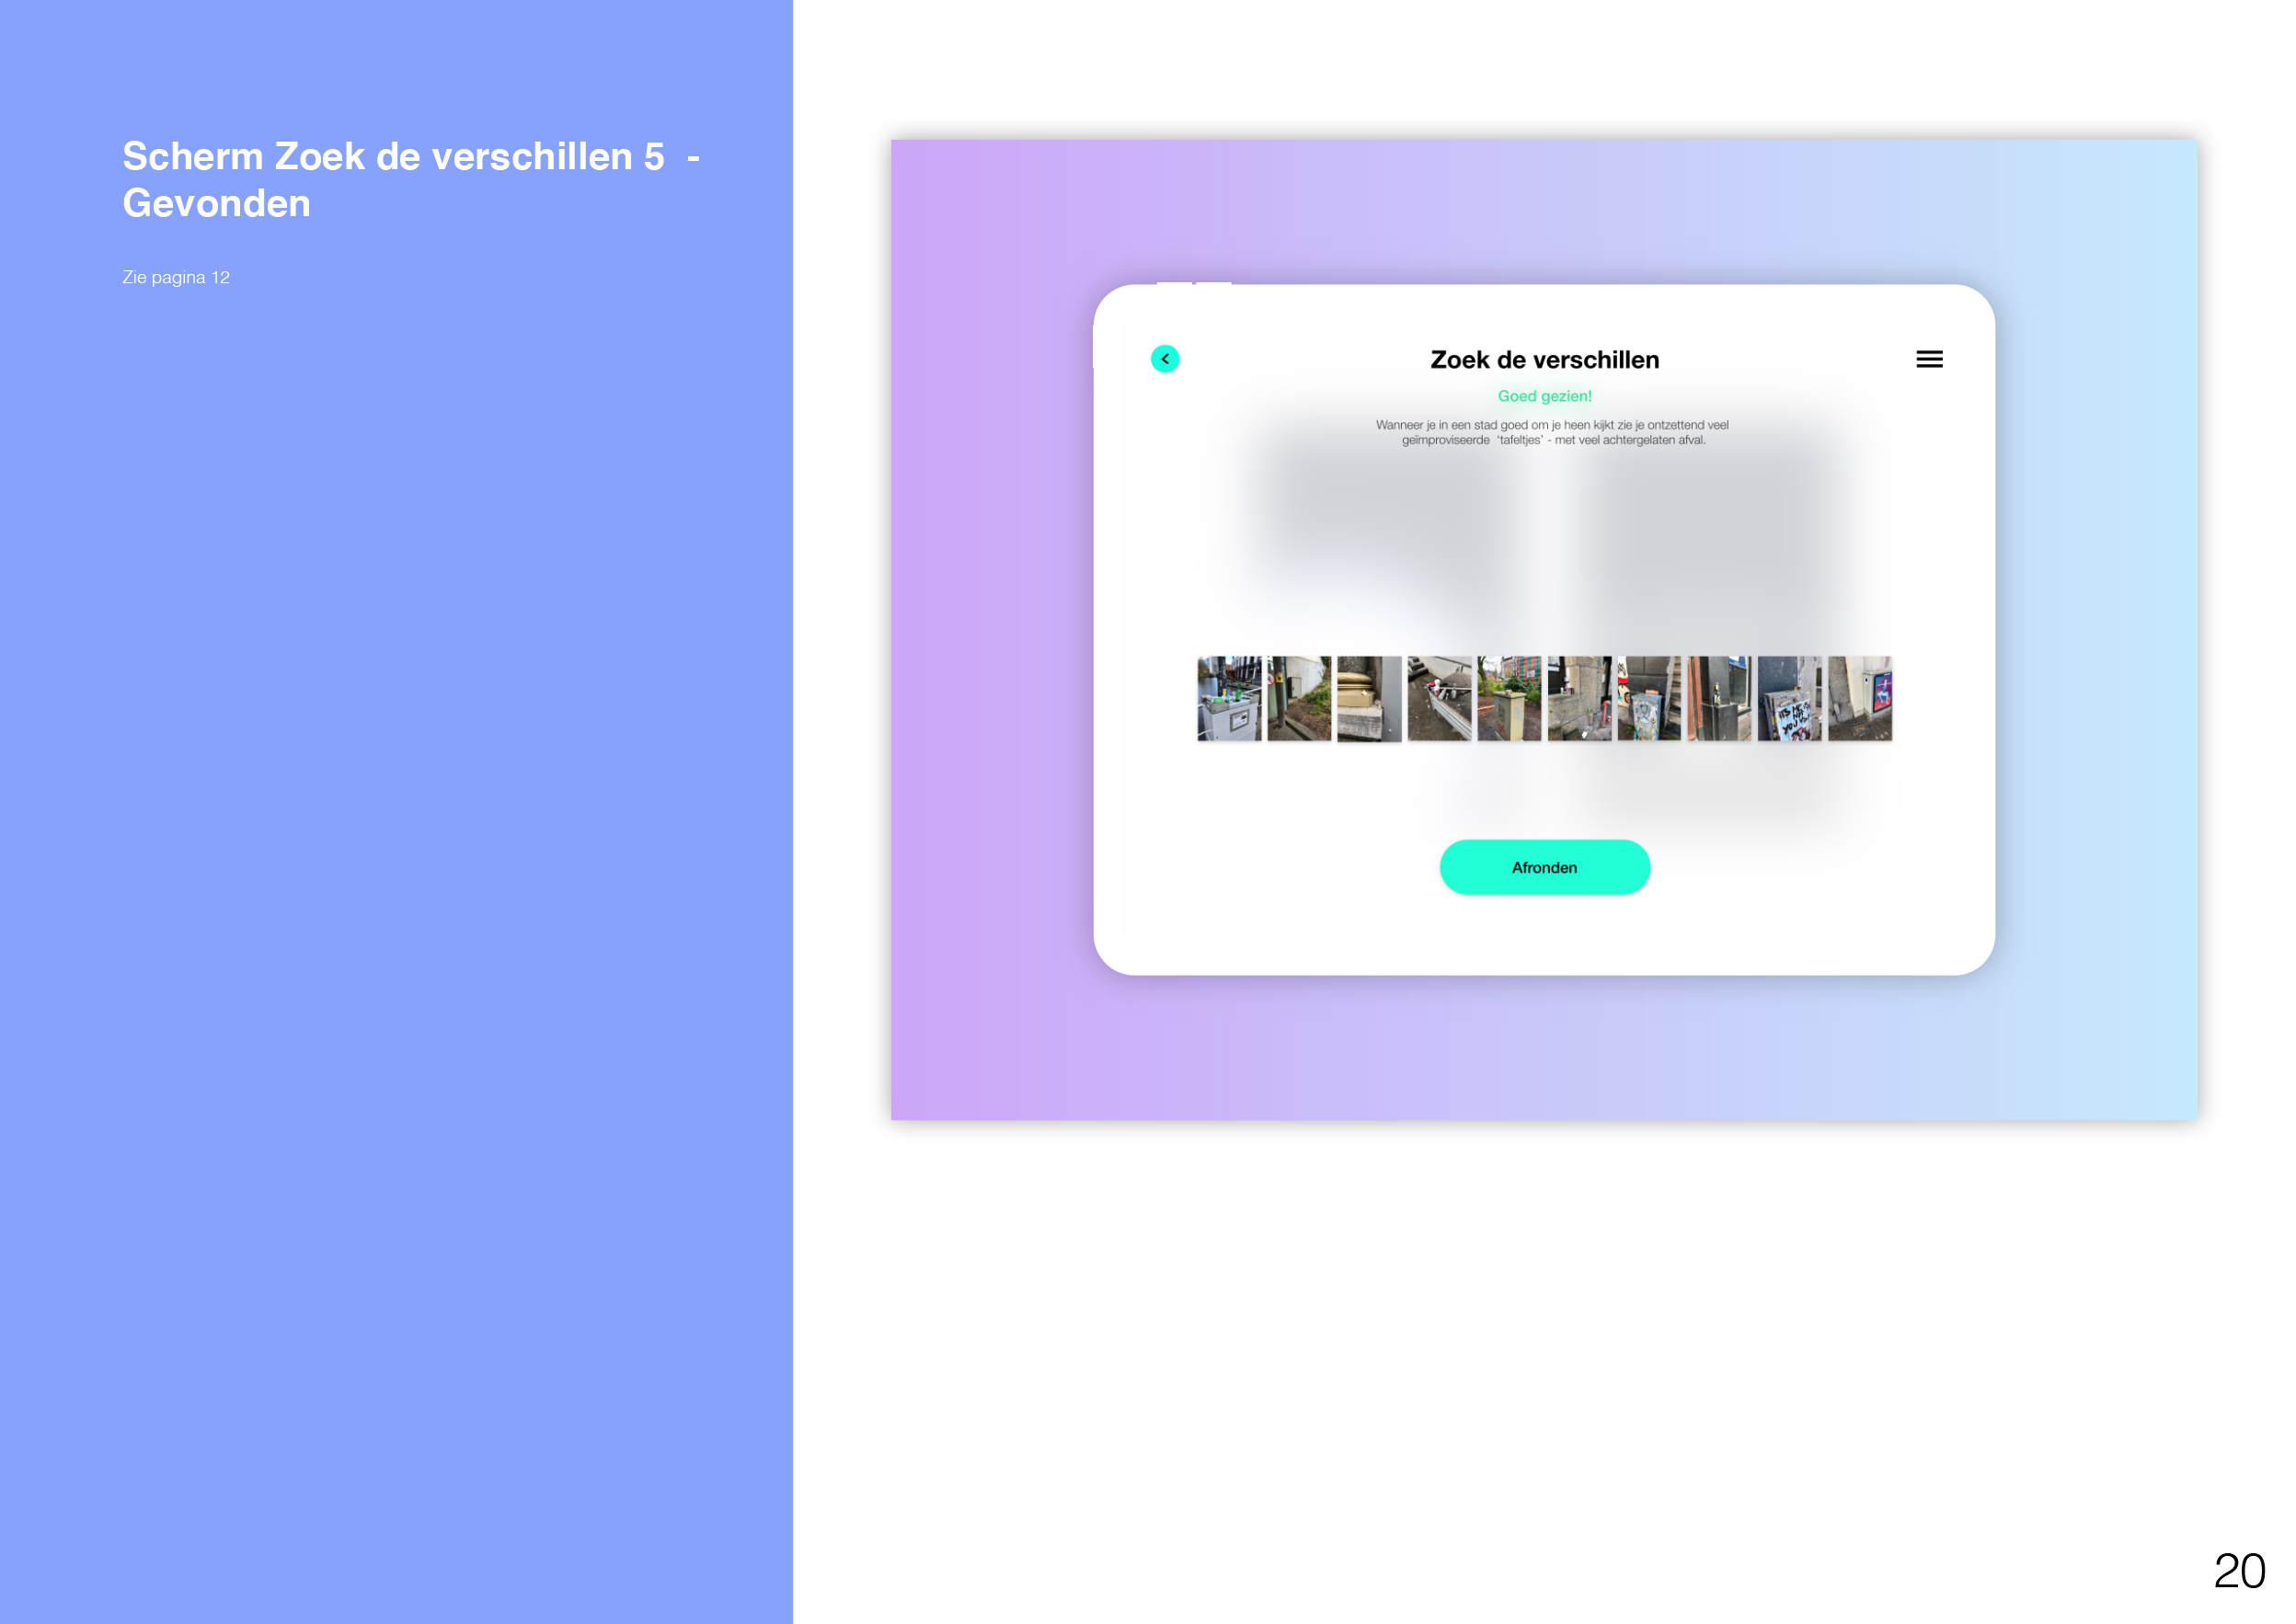 Scherm Zoek de verschillen 5 -
Gevonden
Zie pagina 12
Zoek de verschillen
Goed gezien!
Wanneer je in een stad goed om je heen kijkt zie je ontzettend veel
geïmproviseerde ‘tafeltjes’ - met veel achtergelaten afval.
Afronden
20